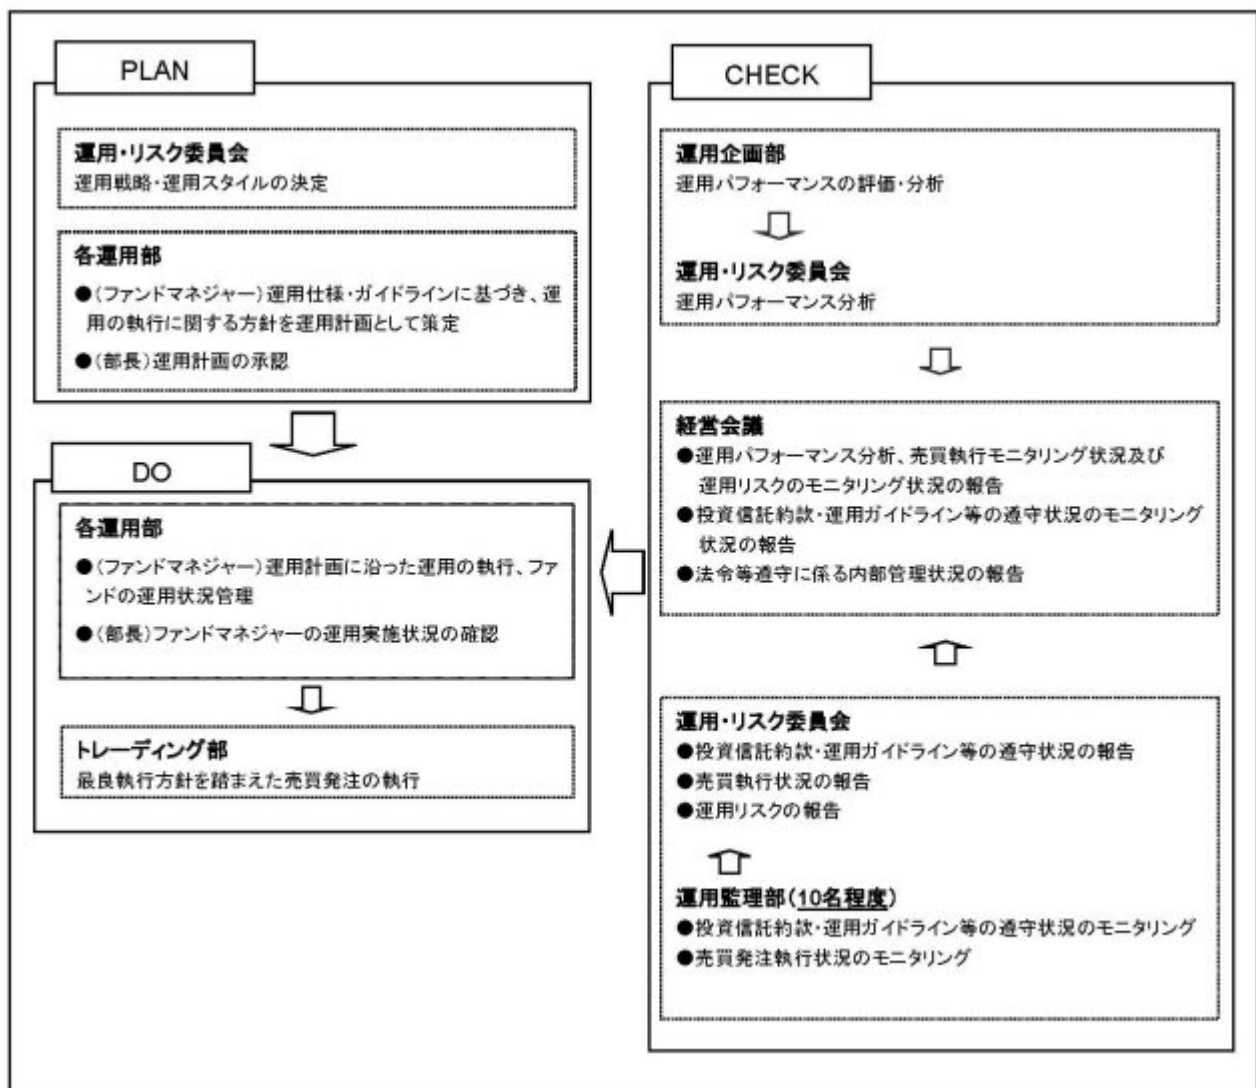 PLAN
運用・リスク委員会
運用戦略・運用スタイルの決定
各運用部
●(ファンドマネジャー)運用仕様・ガイドラインに基づき、運
用の執行に関する方針を運用計画として策定
●(部長)運用計画の承認
DO
各運用部
●(ファンドマネジャー)運用計画に沿った運用の執行、ファ
ンドの運用状況管理
●(部長)ファンドマネジャーの運用実施状況の確認
トレーディング部
最良執行方針を踏まえた売買発注の執行
CHECK
運用企画部
運用パフォーマンスの評価・分析
運用・リスク委員会
運用パフォーマンス分析
経営会議
●運用パフォーマンス分析、売買執行モニタリング状況及び
運用リスクのモニタリング状況の報告
●投資信託約款・運用ガイドライン等の遵守状況のモニタリング
状況の報告
●法令等遵守に係る内部管理状況の報告
運用・リスク委員会
●投資信託約款・運用ガイドライン等の遵守状況の報告
●売買執行状況の報告
●運用リスクの報告
運用監理部(10名程度)
●投資信託約款・運用ガイドライン等の遵守状況のモニタリング
●売買発注執行状況のモニタリング